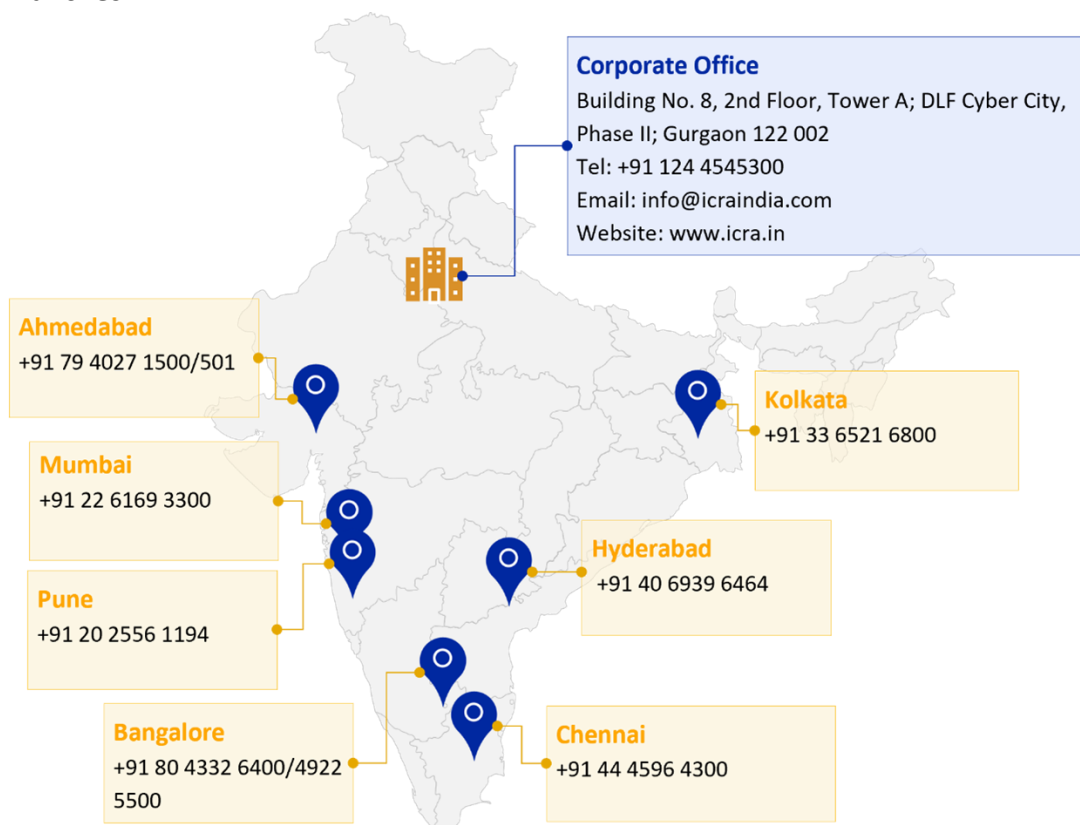 Corporate Office
Building No. 8, 2nd Floor, Tower A; DLF Cyber City,
Phase II; Gurgaon 122 002
Tel: +91 124 4545300
Email: info@icraindia.com
Website: www.icra.in
Ahmedabad
+91 79 4027 1500/501
Kolkata
+91 33 6521 6800
Mumbai
+91 22 6169 3300
Hyderabad
+91 40 6939 6464
Pune
+91 20 2556 1194
Bangalore
+91 80 4332 6400/4922
5500
Chennai
+91 44 4596 4300